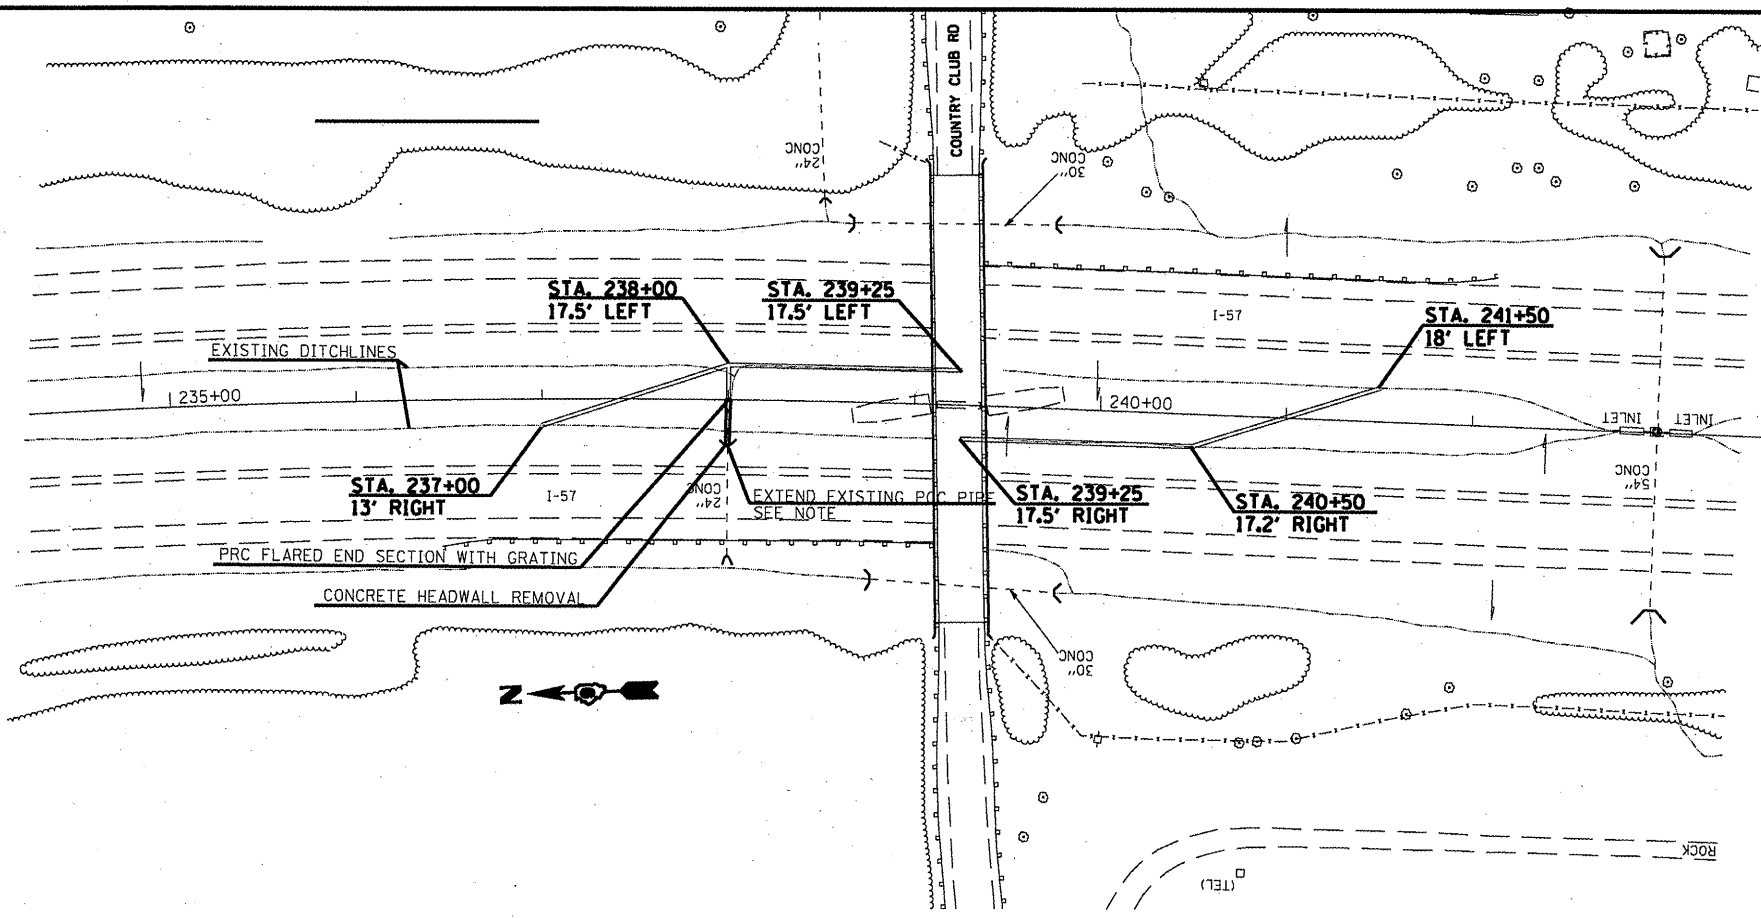 COUNTRY CLUB RD
24"
CONC
30"
CONC
STA. 238+00
17.5' LEFT
STA. 239+25
17.5' LEFT
I-57
STA. 241+50
18' LEFT
EXISTING DITCHLINES
235+00
240+00
INLET
INLET
54"
CONC
STA. 237+00
13' RIGHT
I-57
24"
CONC
EXTEND EXISTING PCC PIPE
SEE NOTE
STA. 239+25
17.5' RIGHT
STA. 240+50
17.2' RIGHT
PRC FLARED END SECTION WITH GRATING
CONCRETE HEADWALL REMOVAL
30"
CONC
N
ROCK
(TEL)